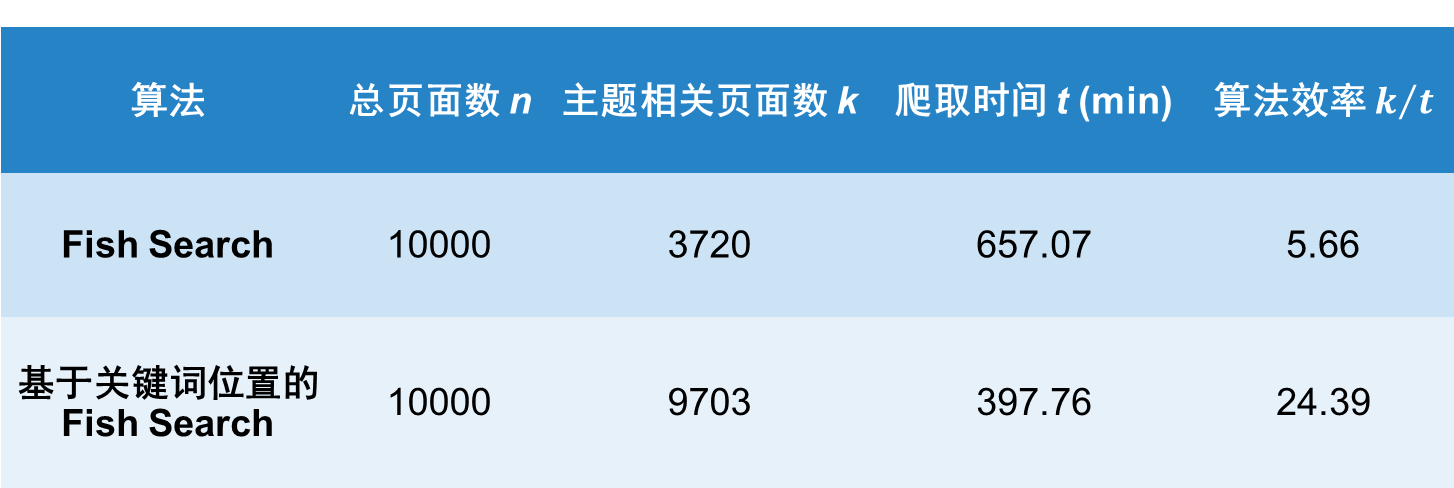 算法 总页面数 n 主题相关页面数 k 爬取时间 t (min) 算法效率 k/t
Fish Search 10000 3720 657.07 5.66
基于关键词位置的
Fish Search 10000 9703 397.76 24.39